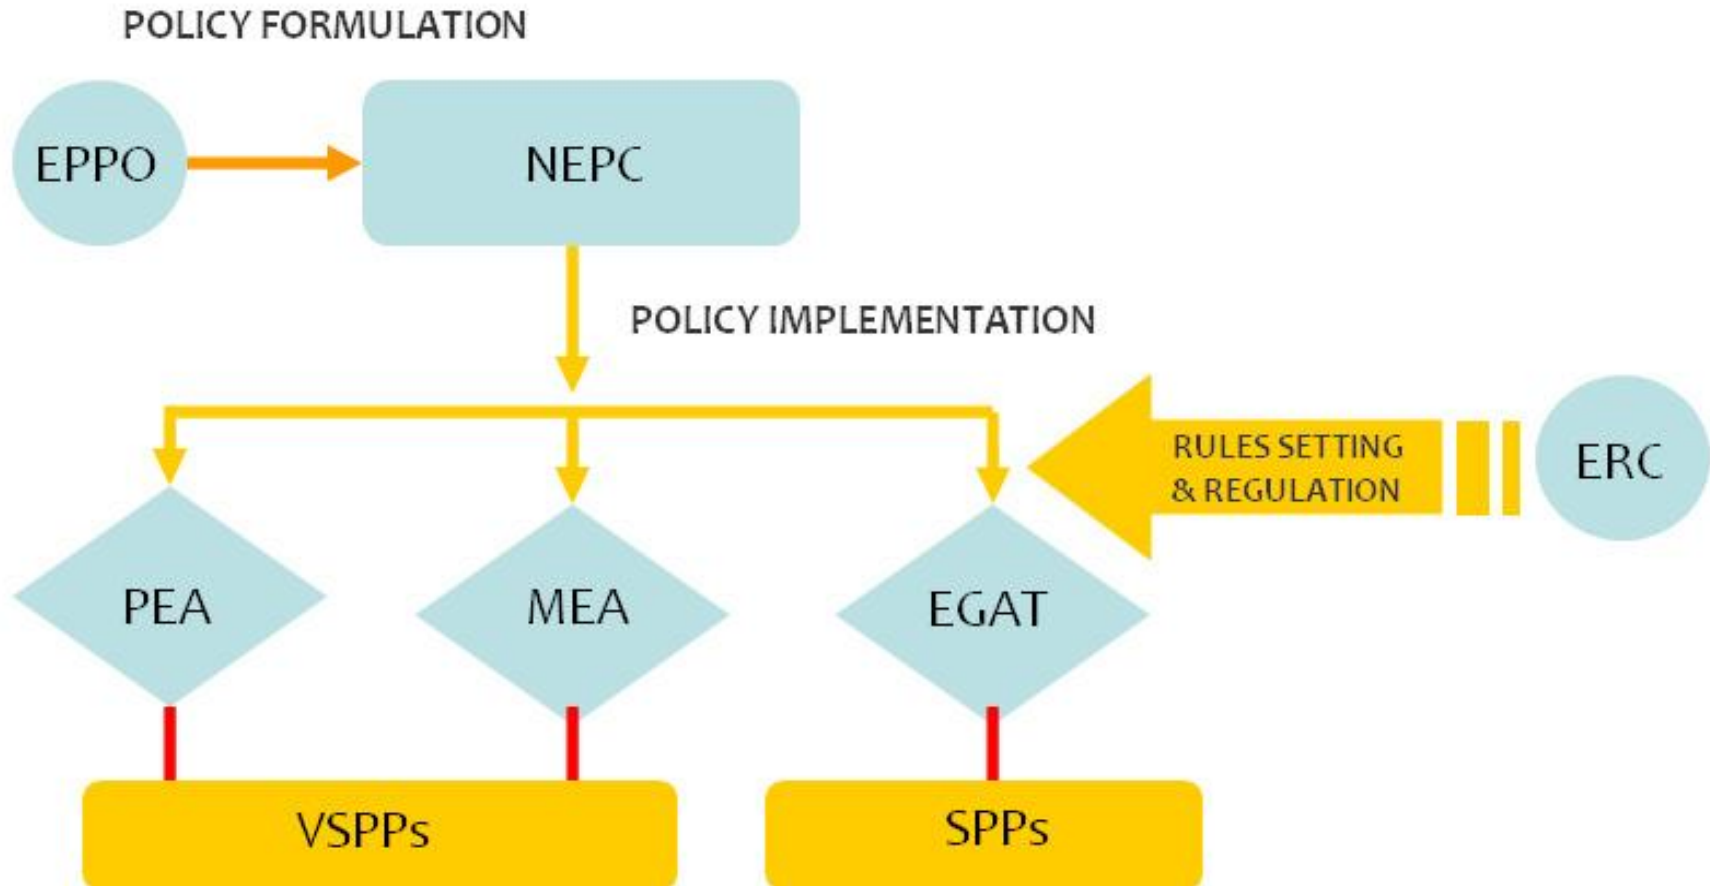 POLICY FORMULATION
EPPO
NEPC
POLICY IMPLEMENTATION
RULES SETTING
& REGULATION
ERC
PEA
MEA
EGAT
VSPPs
SPPs